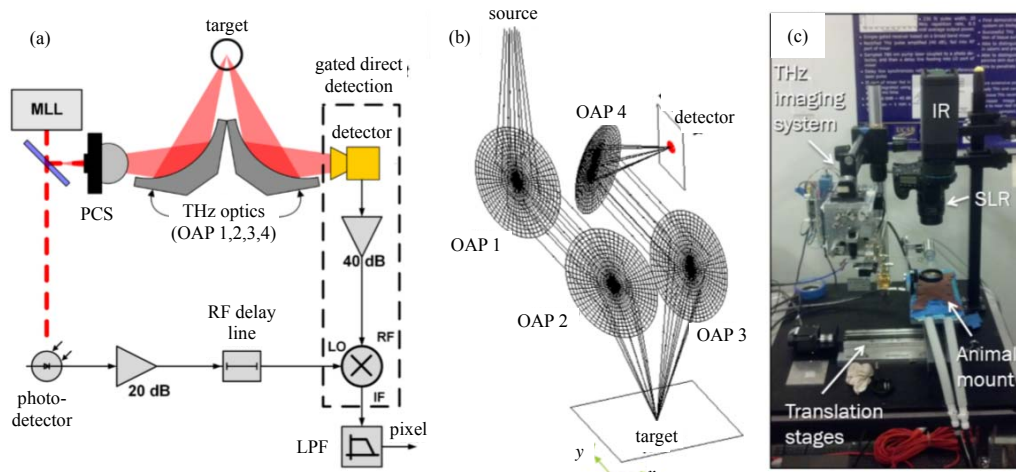 (a)
target
gated direct
detection
MLL
detector
PCS
THz optics
(OAP 1,2,3,4)
40 dB
RF delay
line
LO
RF
20 dB
IF
photo-
detector
LPF
pixel
(b)
source
OAP 4
detector
OAP 1
OAP 2
OAP 3
target
y
(c)
THz
imaging
system
IR
SLR
Animal
mount
Translation
stages